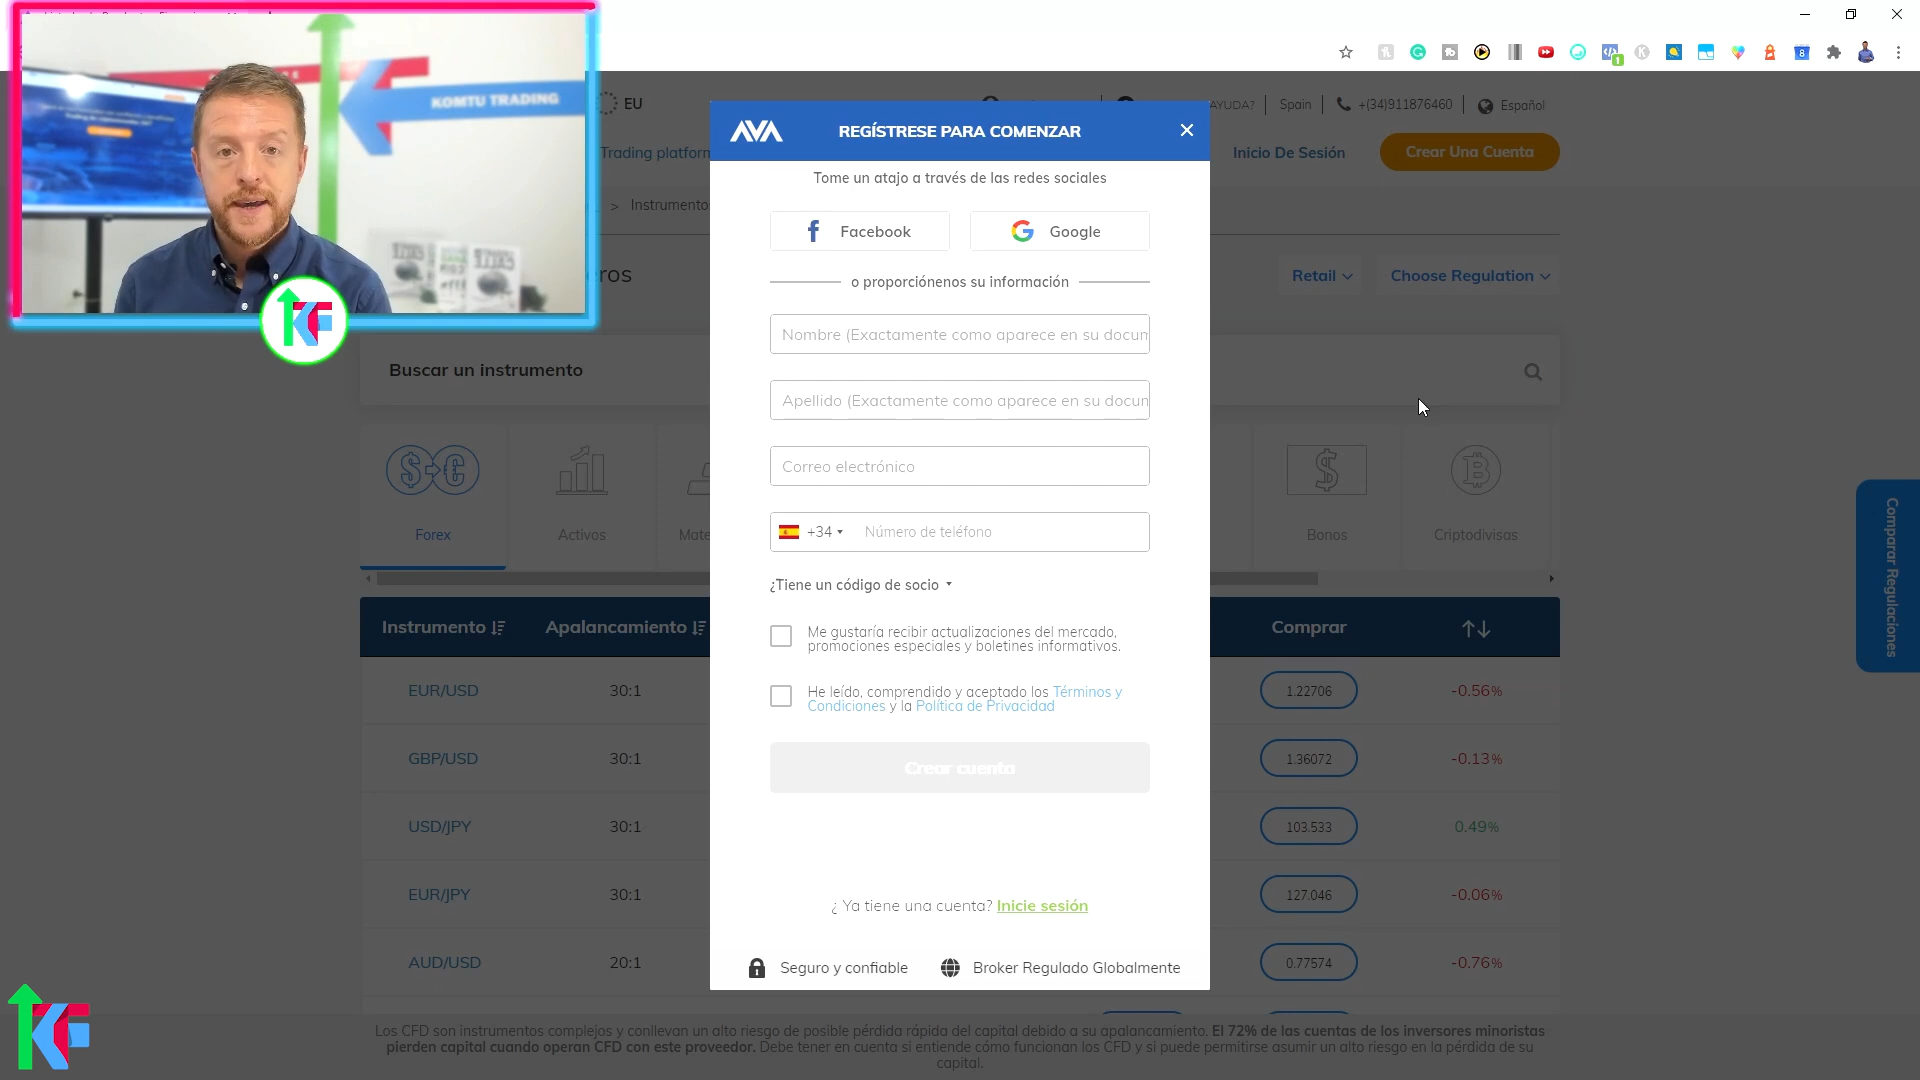 KOMTU TRADING
EU
AYUDA?
Spain
+(34)911876460
Español
Trading platform
Inicio De Sesión
Crear Una Cuenta
> Instrumento
eros
Retail
Choose Regulation
Buscar un instrumento
Forex
Activos
Mate
Bonos
Criptodivisas
Comparar Regulaciones
AVA
REGÍSTRESE PARA COMENZAR
Tome un atajo a través de las redes sociales
Facebook
Google
o proporciónenos su información
Nombre (Exactamente como aparece en su docum
Apellido (Exactamente como aparece en su docum
Correo electrónico
+34
Número de teléfono
¿Tiene un código de socio
Me gustaría recibir actualizaciones del mercado,
promociones especiales y boletines informativos.
He leído, comprendido y aceptado los Términos y
Condiciones y la Política de Privacidad
Crear cuenta
¿ Ya tiene una cuenta? Inicie sesión
Seguro y confiable
Broker Regulado Globalmente
Instrumento
Apalancamiento
Comprar
EUR/USD 30:1 1.22706 -0.56%
GBP/USD 30:1 1.36072 -0.13%
USD/JPY 30:1 103.533 0.49%
EUR/JPY 30:1 127.046 -0.06%
AUD/USD 20:1 0.77574 -0.76%
Los CFD son instrumentos complejos y conllevan un alto riesgo de posible pérdida rápida del capital debido a su apalancamiento. El 72% de las cuentas de los inversores minoristas
pierden capital cuando operan CFD con este proveedor. Debe tener en cuenta si entiende cómo funcionan los CFD y si puede permitirse asumir un alto riesgo en la pérdida de su
capital.